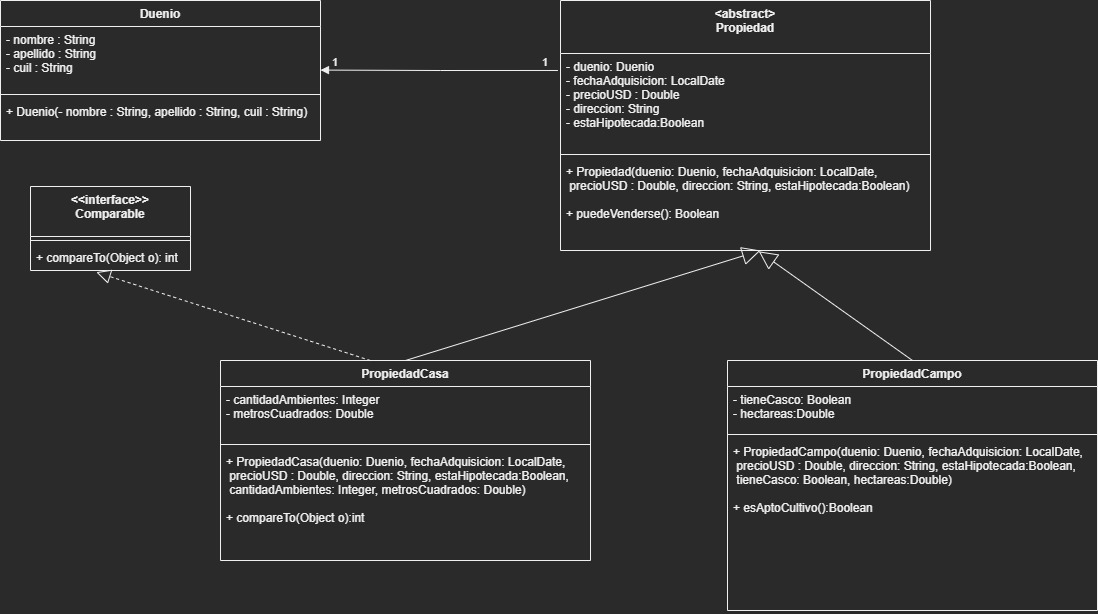 Duenio
- nombre : String
- apellido : String
- cuil : String
+ Duenio(- nombre : String, apellido : String, cuil : String)
1
1
<abstract>
Propiedad
- duenio: Duenio
- fechaAdquisicion: LocalDate
- precioUSD : Double
- direccion: String
- estaHipotecada:Boolean
+ Propiedad(duenio: Duenio, fechaAdquisicion: LocalDate,
precioUSD : Double, direccion: String, estaHipotecada:Boolean)
+ puedeVenderse(): Boolean
<<interface>>
Comparable
+ compareTo(Object o): int
PropiedadCasa
- cantidadAmbientes: Integer
- metrosCuadrados: Double
+ PropiedadCasa(duenio: Duenio, fechaAdquisicion: LocalDate,
precioUSD : Double, direccion: String, estaHipotecada:Boolean,
cantidadAmbientes: Integer, metrosCuadrados: Double)
+ compareTo(Object o):int
PropiedadCampo
- tieneCasco: Boolean
- hectareas:Double
+ PropiedadCampo(duenio: Duenio, fechaAdquisicion: LocalDate,
precioUSD : Double, direccion: String, estaHipotecada:Boolean,
tieneCasco: Boolean, hectareas:Double)
+ esAptoCultivo():Boolean